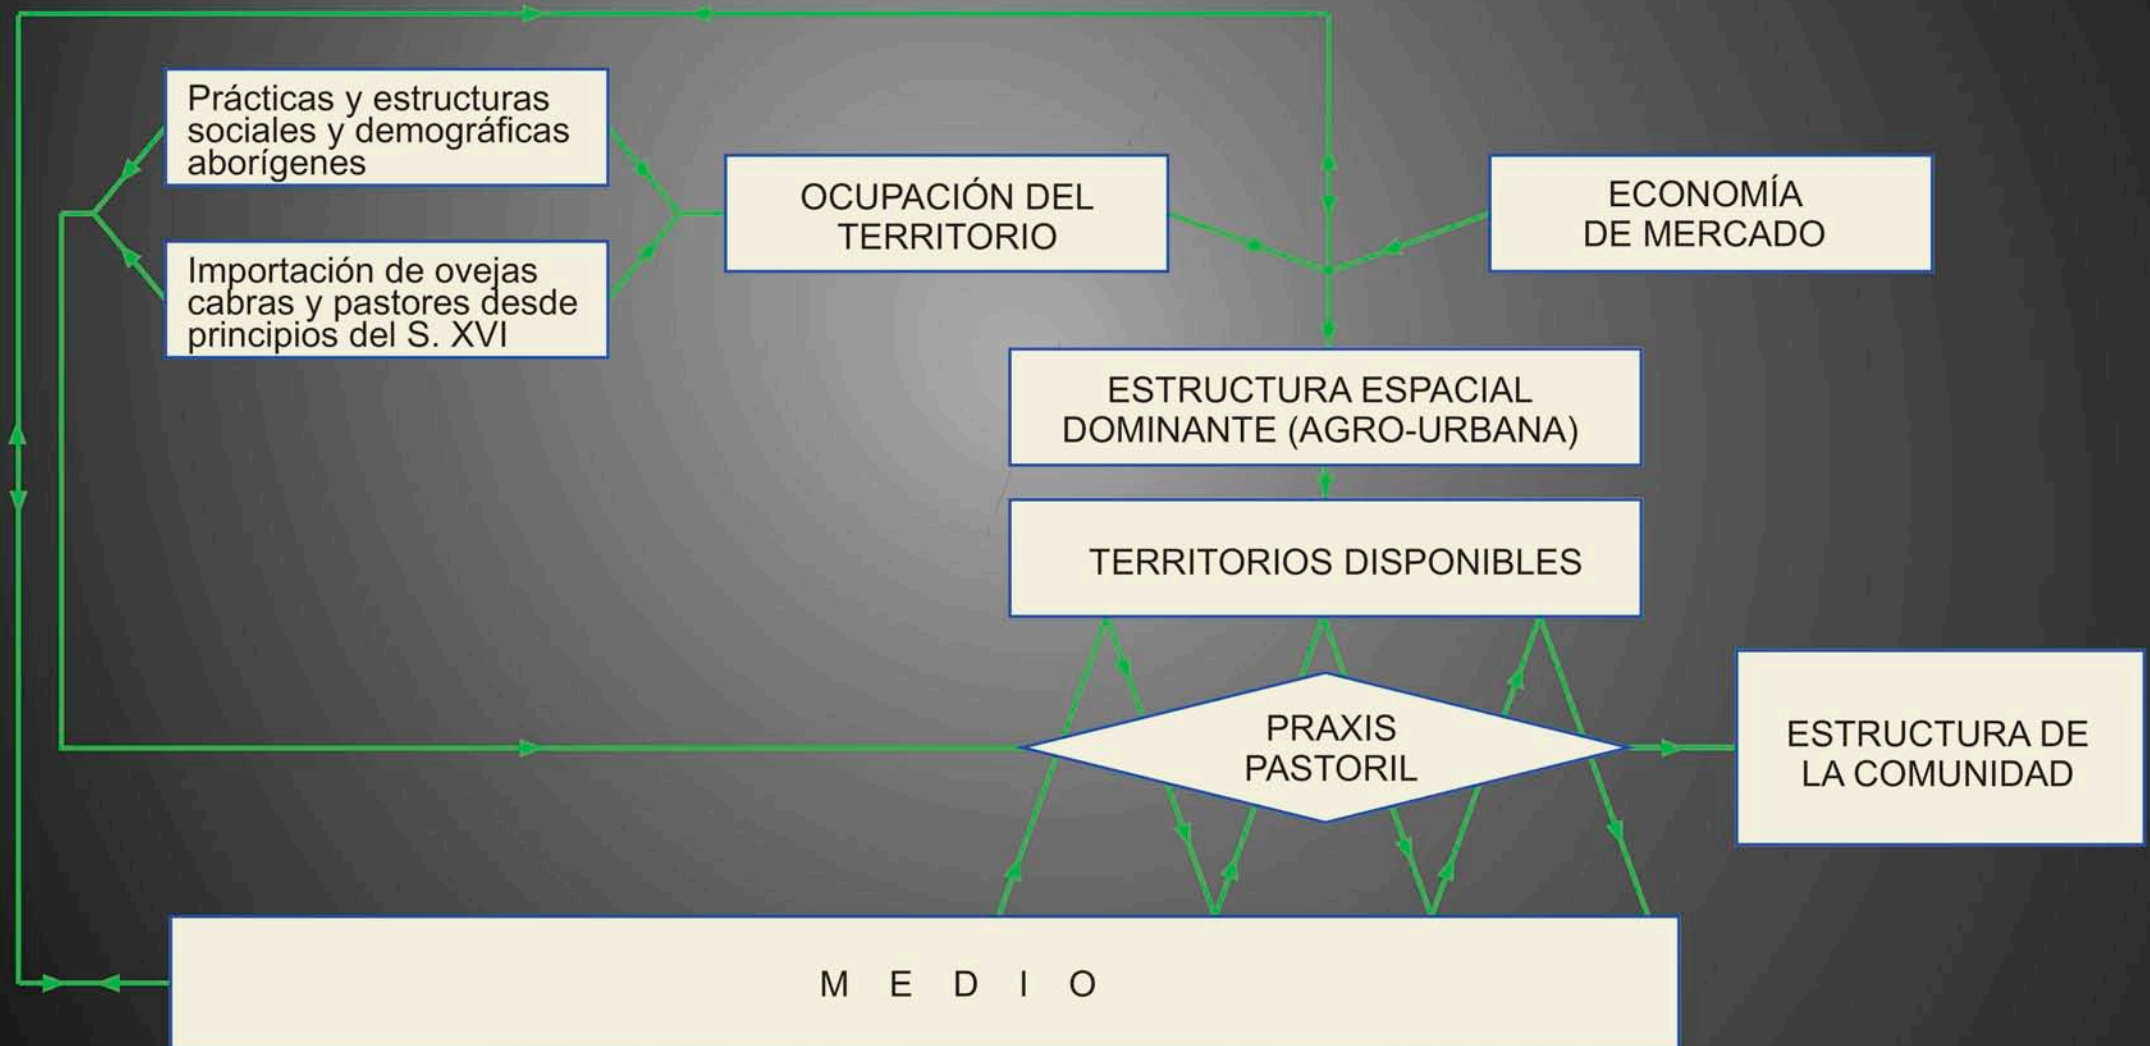 Prácticas y estructuras
sociales y demográficas
aborígenes
Importación de ovejas
cabras y pastores desde
principios del S. XVI
OCUPACIÓN DEL
TERRITORIO
ECONOMÍA
DE MERCADO
ESTRUCTURA ESPACIAL
DOMINANTE (AGRO-URBANA)
TERRITORIOS DISPONIBLES
PRAXIS
PASTORIL
ESTRUCTURA DE
LA COMUNIDAD
M E D I O